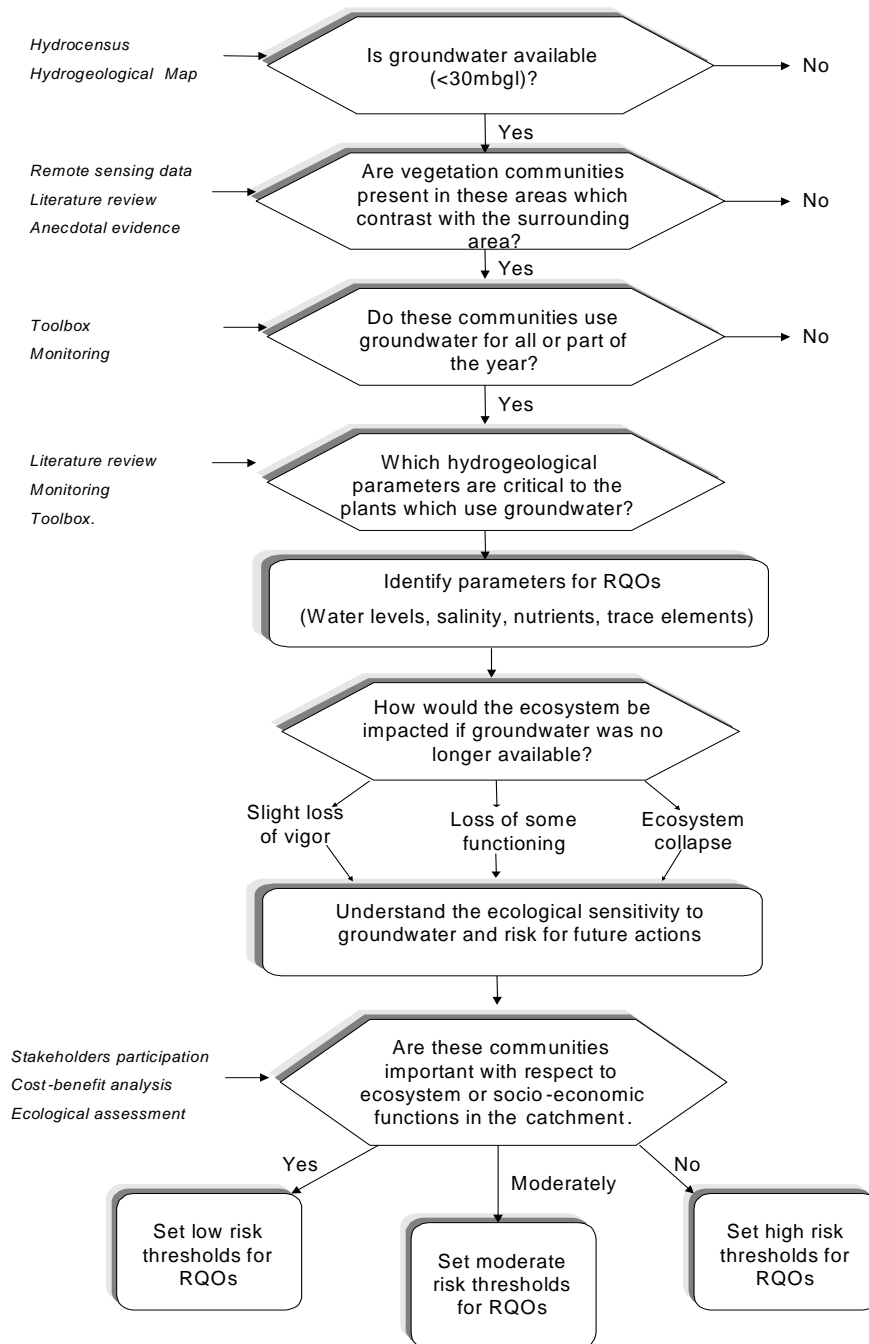 Hydrocensus
Hydrogeological Map
Is groundwater available
(<30mbgl)?
No
Yes
Remote sensing data
Literature review
Anecdotal evidence
Are vegetation communities
present in these areas which
contrast with the surrounding
area?
No
Yes
Toolbox
Monitoring
Do these communities use
groundwater for all or part of
the year?
No
Yes
Literature review
Monitoring
Toolbox.
Which hydrogeological
parameters are critical to the
plants which use groundwater?
Identify parameters for RQOs
(Water levels, salinity, nutrients, trace elements)
How would the ecosystem be
impacted if groundwater was no
longer available?
Slight loss
of vigor
Loss of some
functioning
Ecosystem
collapse
Understand the ecological sensitivity to
groundwater and risk for future actions
Stakeholders participation
Cost-benefit analysis
Ecological assessment
Are these communities
important with respect to
ecosystem or socio-economic
functions in the catchment.
Yes
Moderately
No
Set low risk
thresholds for
RQOs
Set moderate
risk thresholds
for RQOs
Set high risk
thresholds for
RQOs